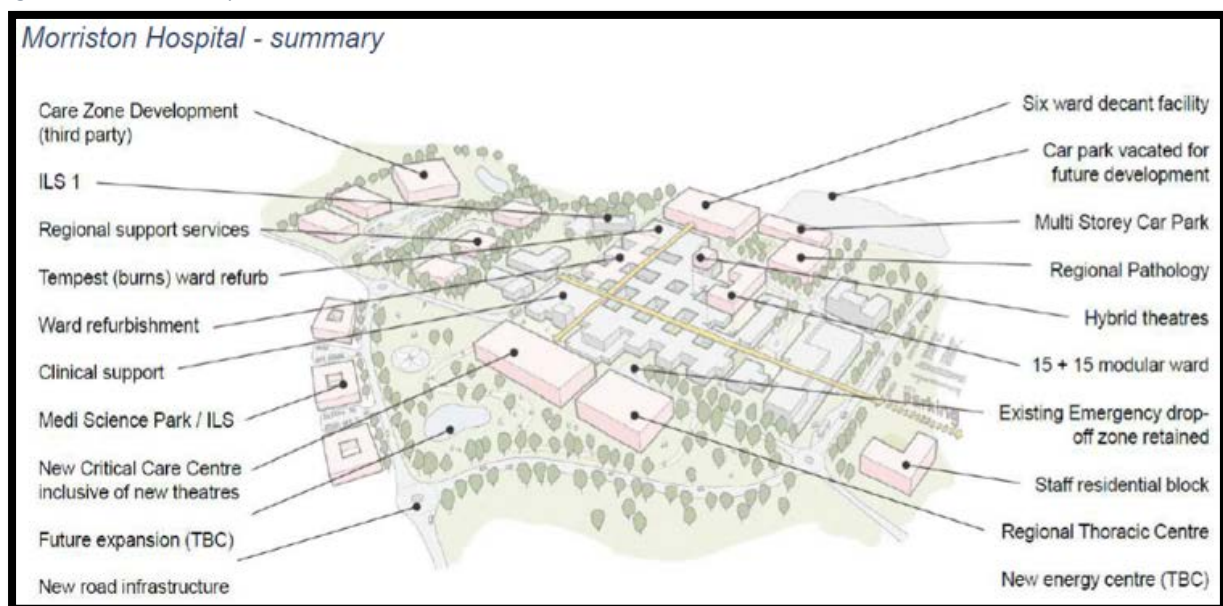 Morriston Hospital - summary
Care Zone Development
(third party)
ILS 1
Regional support services
Tempest (burns) ward refurb
Ward refurbishment
Clinical support
Medi Science Park / ILS
New Critical Care Centre
inclusive of new theatres
Future expansion (TBC)
New road infrastructure
Six ward decant facility
Car park vacated for
future development
Multi Storey Car Park
Regional Pathology
Hybrid theatres
15 + 15 modular ward
Existing Emergency drop-
off zone retained
Staff residential block
Regional Thoracic Centre
New energy centre (TBC)